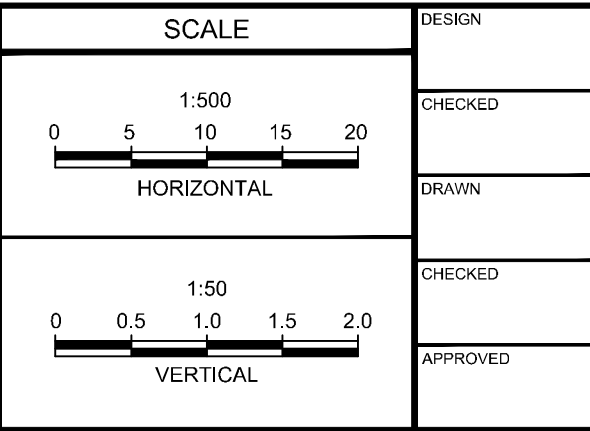 SCALE
1:500
0 5 10 15 20
HORIZONTAL
1:50
0 0.5 1.0 1.5 2.0
VERTICAL
DESIGN
CHECKED
DRAWN
CHECKED
APPROVED